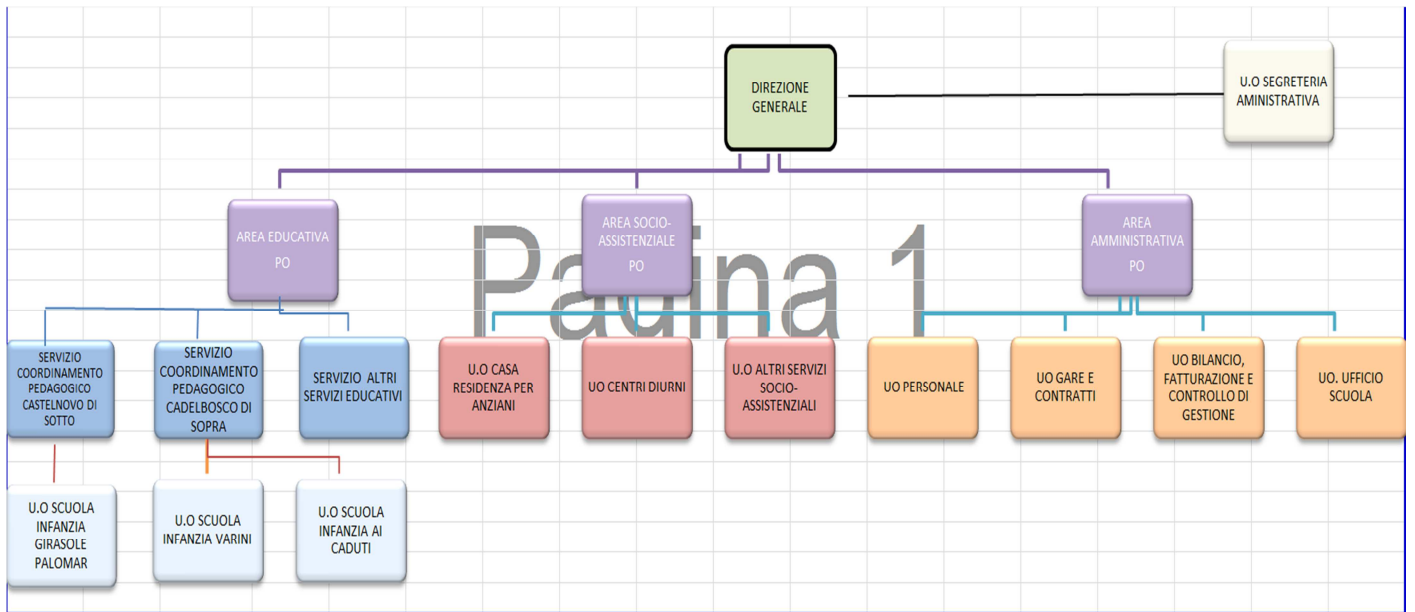 DIREZIONE
GENERALE
U.O SEGRETERIA
AMINISTRATIVA
AREA EDUCATIVA
PO
AREA SOCIO-
ASSISTENZIALE
PO
AREA
AMMINISTRATIVA
PO
Pagina 1
SERVIZIO
COORDINAMENTO
PEDAGOGICO
CASTELNOVO DI
SOTTO
SERVIZIO
COORDINAMENTO
PEDAGOGICO
CADELBOSCO DI
SOPRA
SERVIZIO ALTRI
SERVIZI EDUCATIVI
U.O CASA
RESIDENZA PER
ANZIANI
UO CENTRI DIURNI
U.O ALTRI SERVIZI
SOCIO-
ASSISTENZIALI
UO PERSONALE
UO GARE E
CONTRATTI
UO BILANCIO,
FATTURAZIONE E
CONTROLLO DI
GESTIONE
UO. UFFICIO
SCUOLA
U.O SCUOLA
INFANZIA
GIRASOLE
PALOMAR
U.O SCUOLA
INFANZIA VARINI
U.O SCUOLA
INFANZIA AI
CADUTI